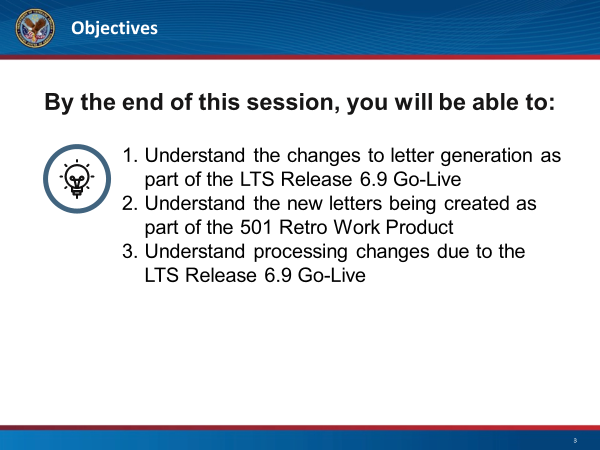 Objectives
By the end of this session, you will be able to:
1. Understand the changes to letter generation as
part of the LTS Release 6.9 Go-Live
2. Understand the new letters being created as
part of the 501 Retro Work Product
3. Understand processing changes due to the
LTS Release 6.9 Go-Live
3